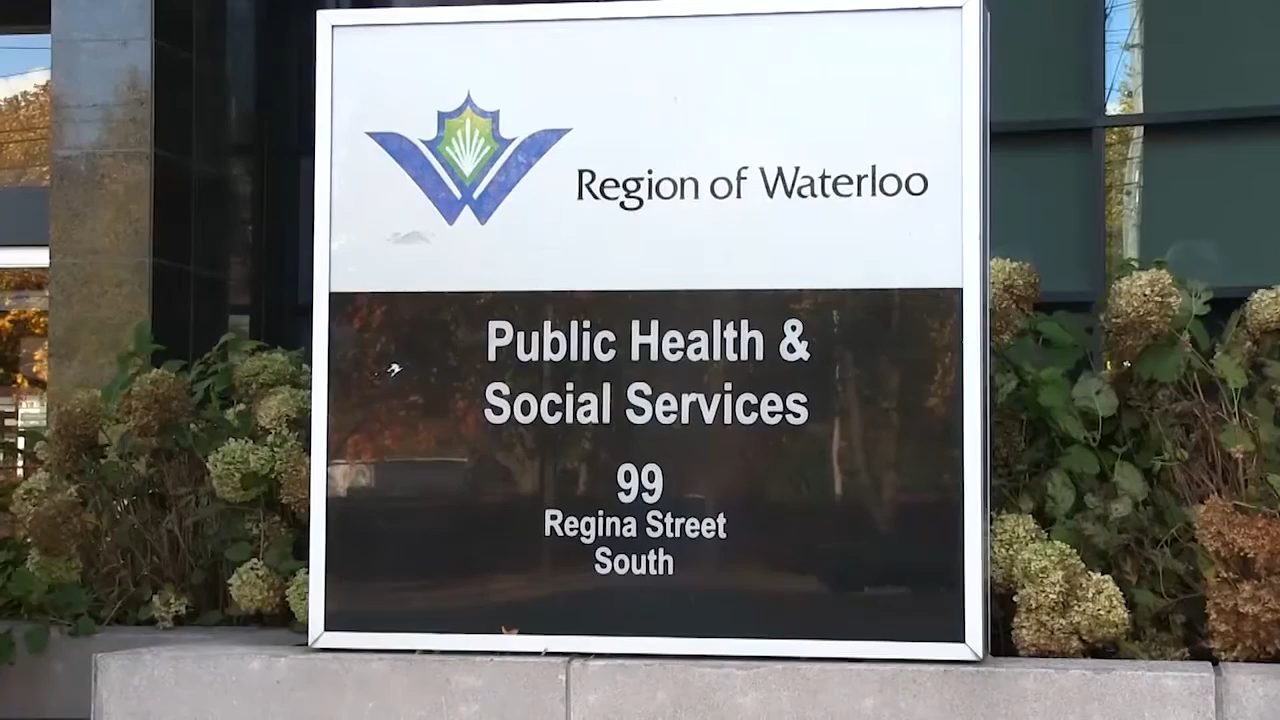 Region of Waterloo
Public Health &
Social Services
99
Regina Street
South